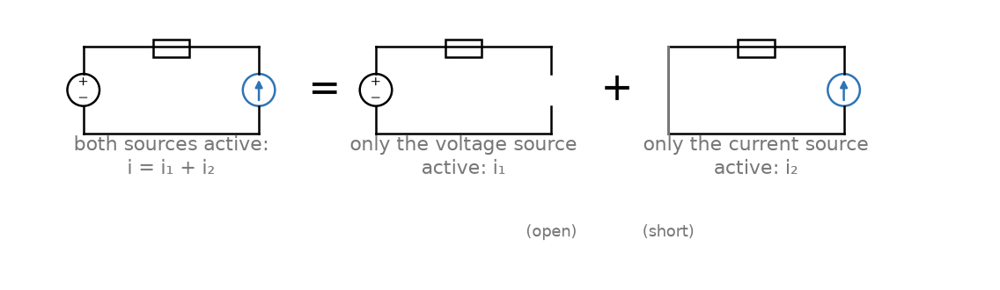 +
−
=
+
−
+
both sources active:
i = i₁ + i₂
only the voltage source
active: i₁
only the current source
active: i₂
(open)
(short)